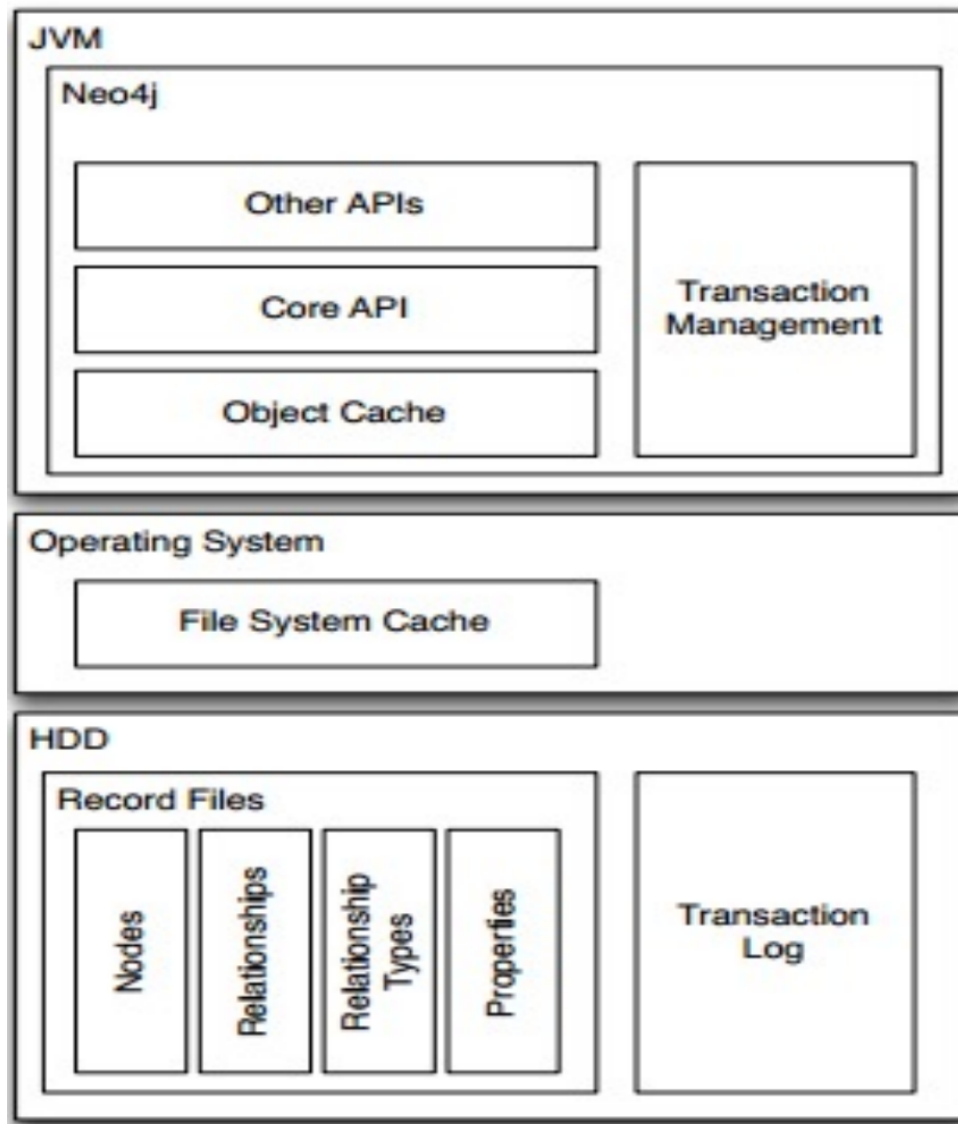 JVM
Neo4j
Other APIs
Core API
Object Cache
Transaction
Management
Operating System
File System Cache
HDD
Record Files
Nodes
Relationships
Relationship
Types
Properties
Transaction
Log